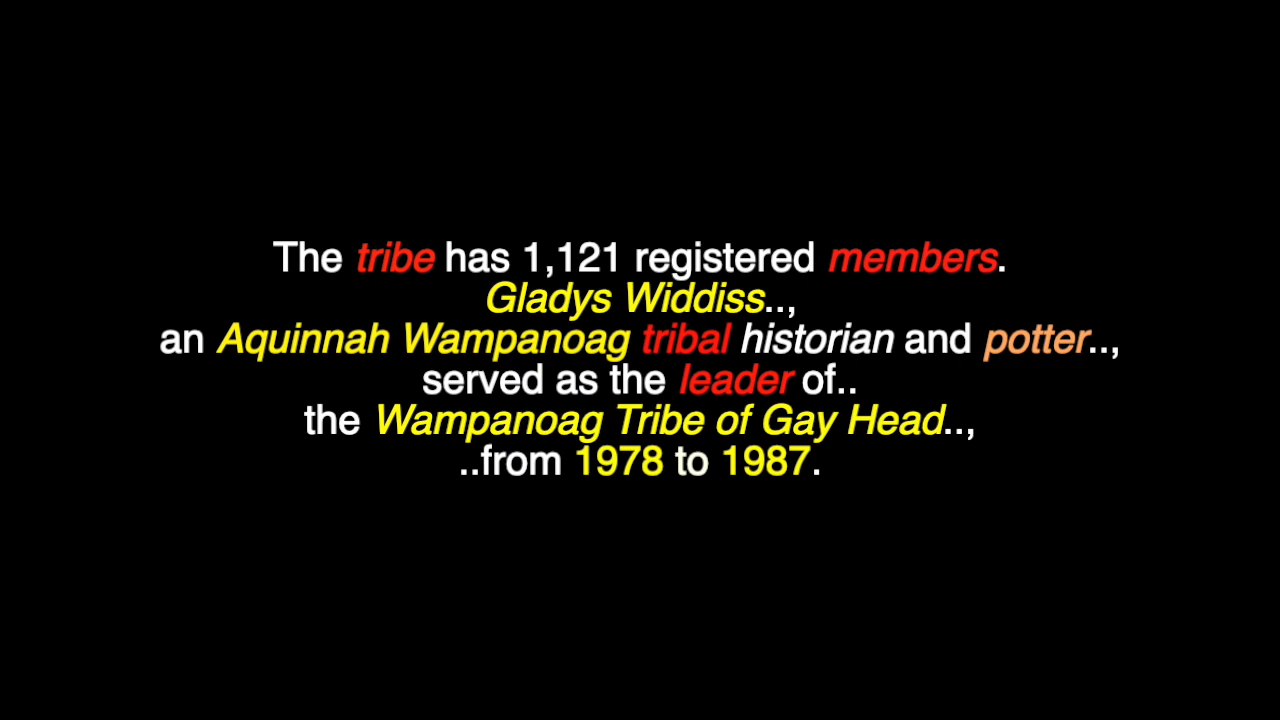 The tribe has 1,121 registered members.
Gladys Widdiss..,
an Aquinnah Wampanoag tribal historian and potter..,
served as the leader of..
the Wampanoag Tribe of Gay Head..,
..from 1978 to 1987.